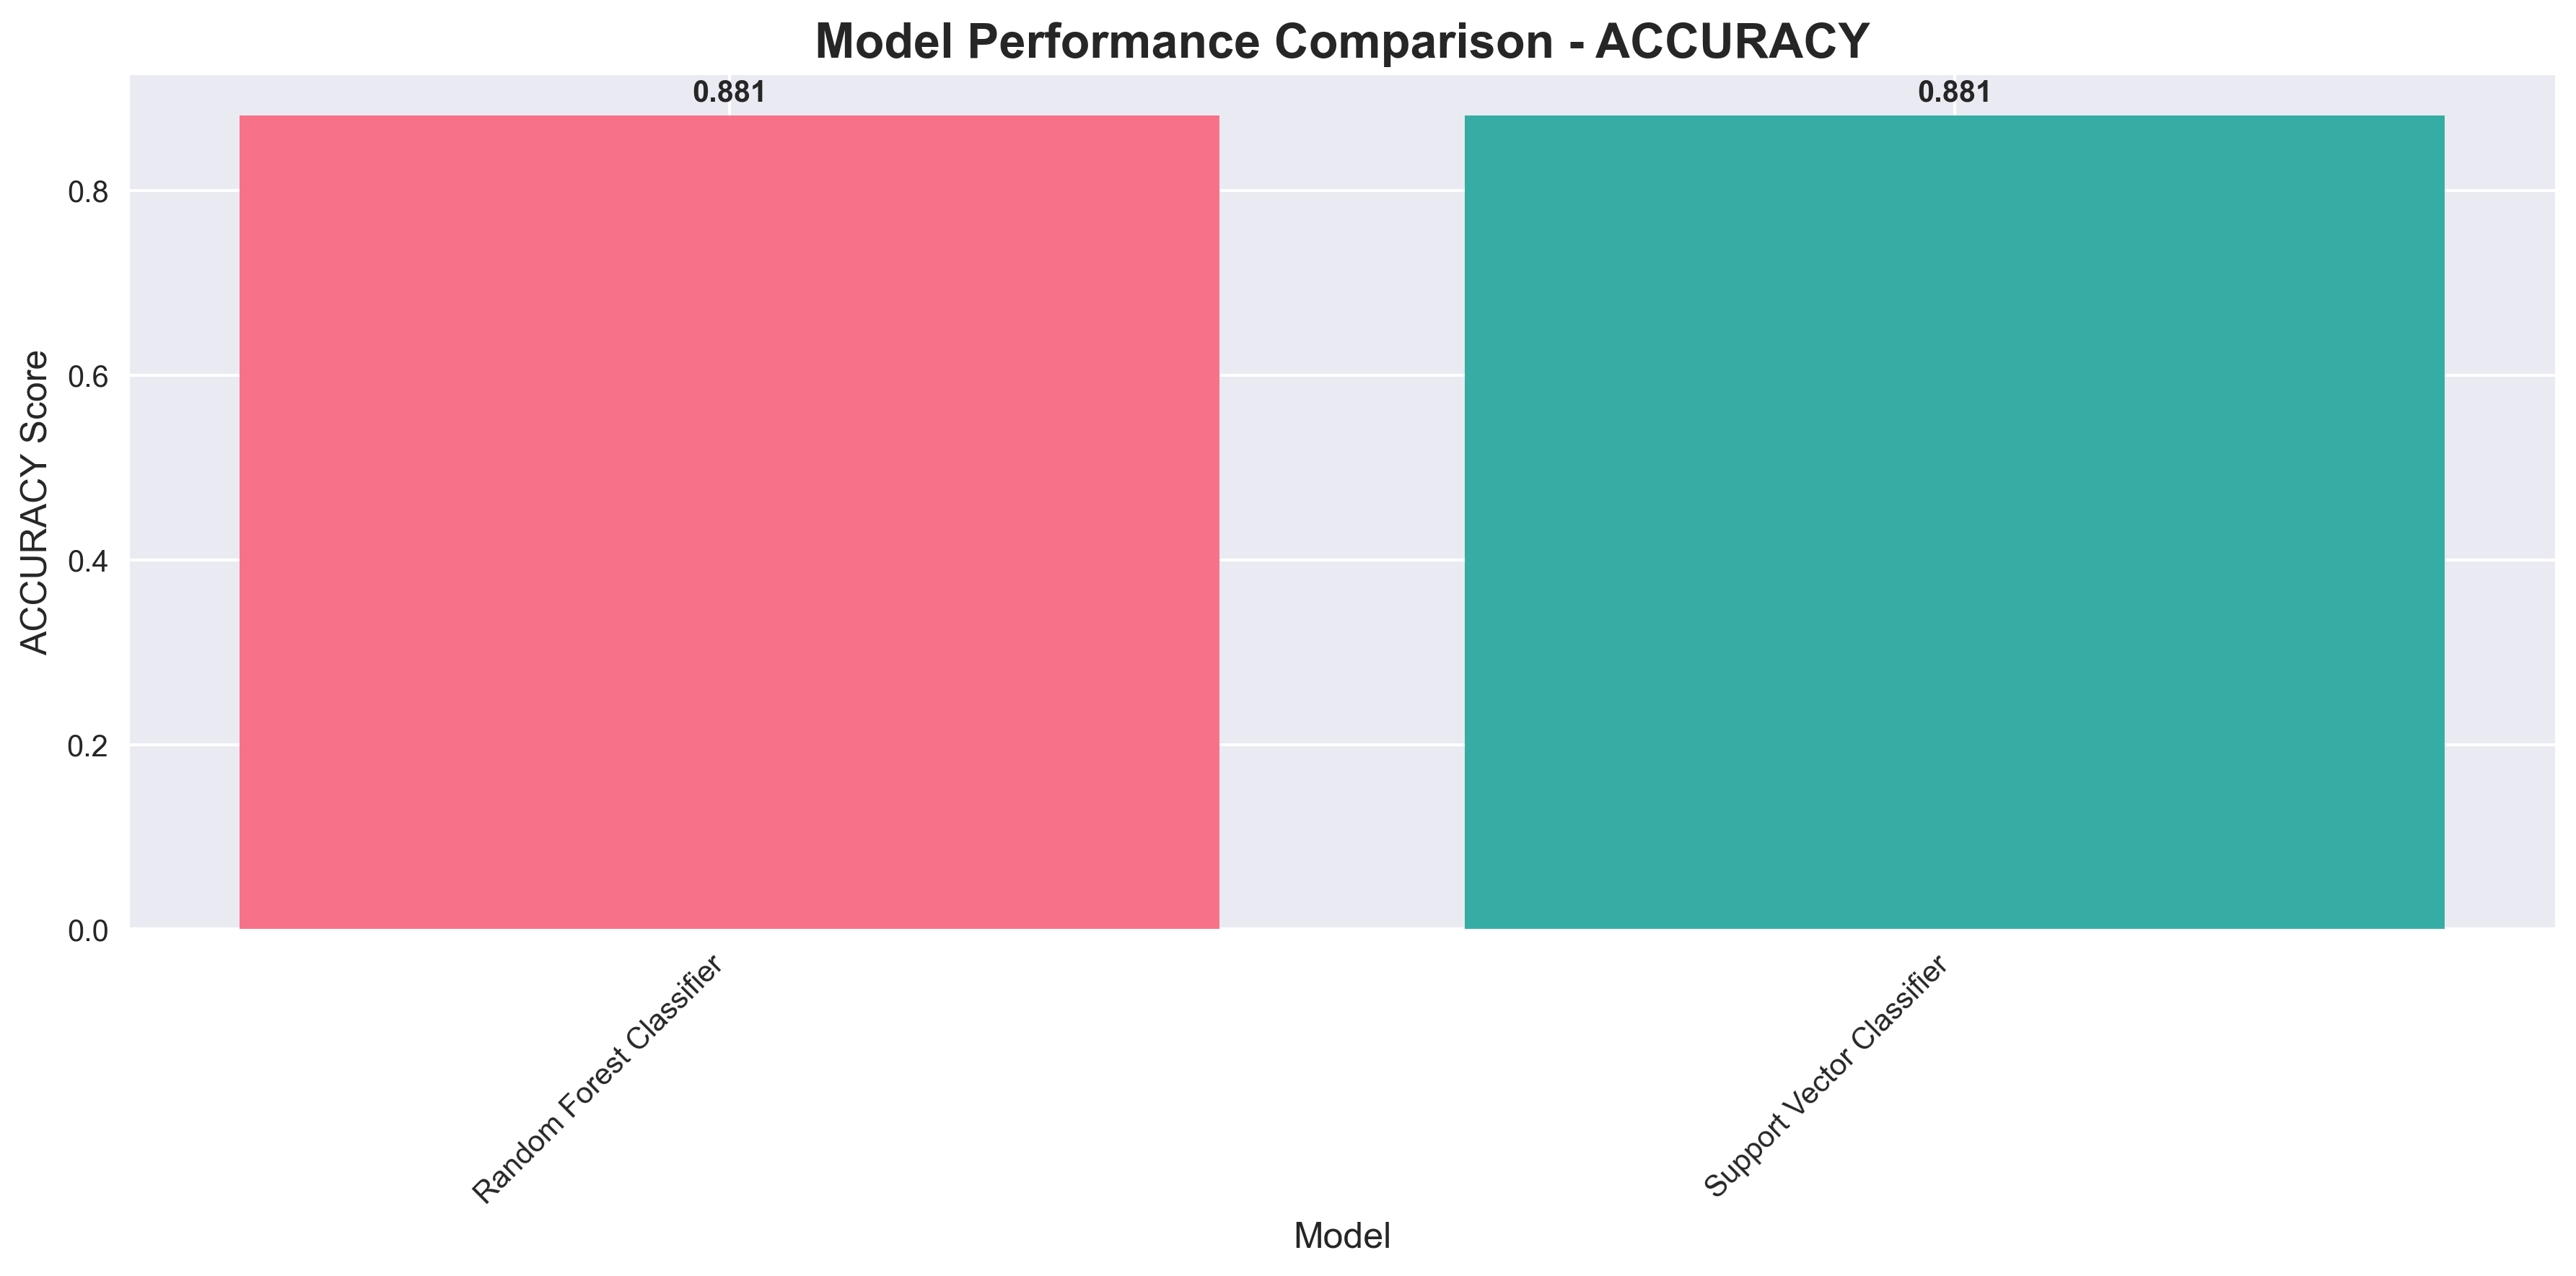 Model Performance Comparison - ACCURACY
0.881
0.881
ACCURACY Score
0.8
0.6
0.4
0.2
0.0
Random Forest Classifier
Support Vector Classifier
Model